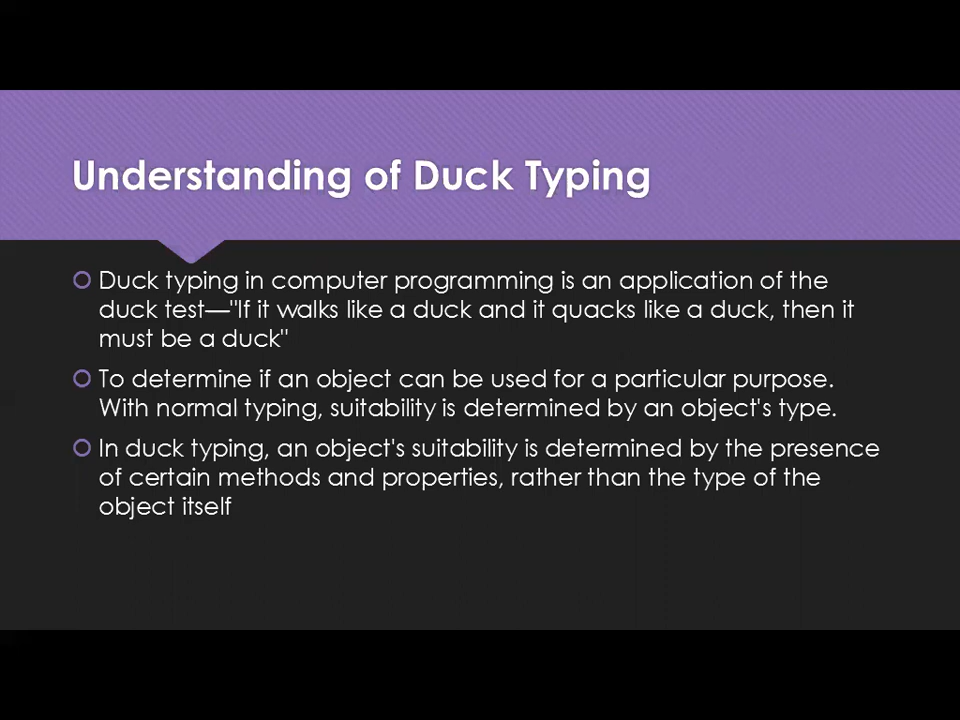 Understanding of Duck Typing
Duck typing in computer programming is an application of the
duck test—"If it walks like a duck and it quacks like a duck, then it
must be a duck"
To determine if an object can be used for a particular purpose.
With normal typing, suitability is determined by an object's type.
In duck typing, an object's suitability is determined by the presence
of certain methods and properties, rather than the type of the
object itself